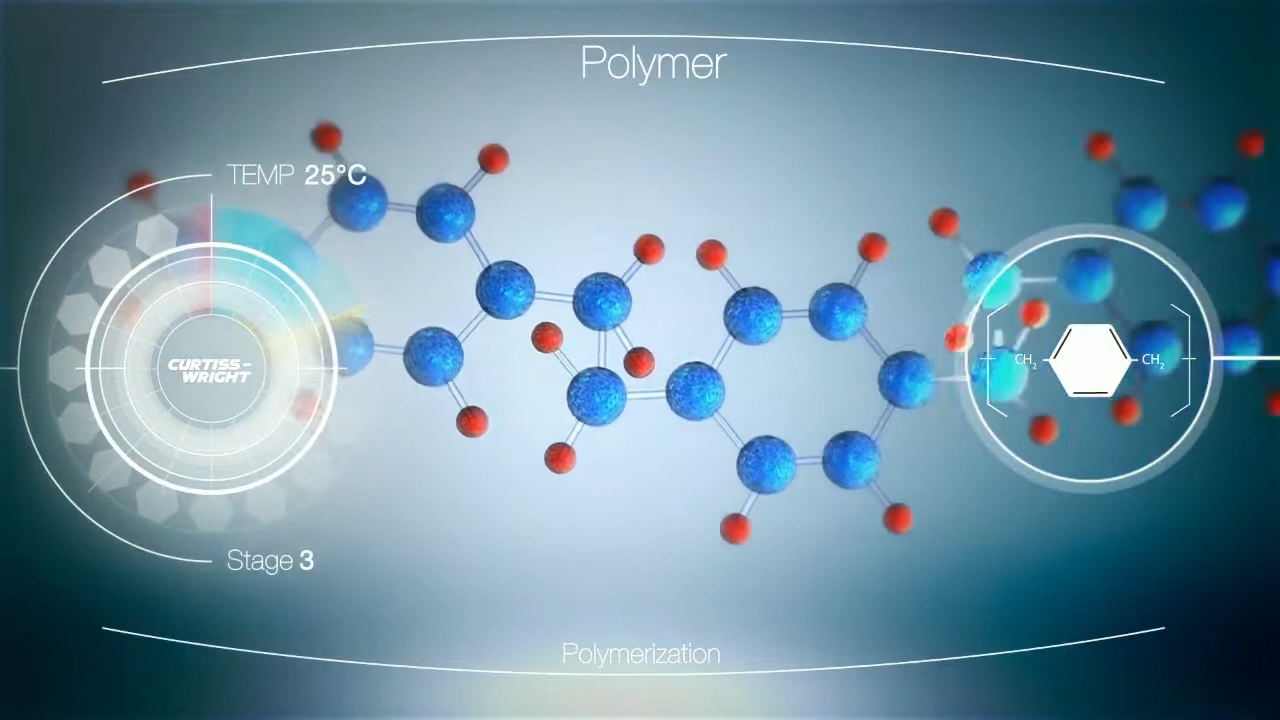 Polymer
TEMP 25°C
CURTISS-
WRIGHT
CH2 CH2
Stage 3
Polymerization